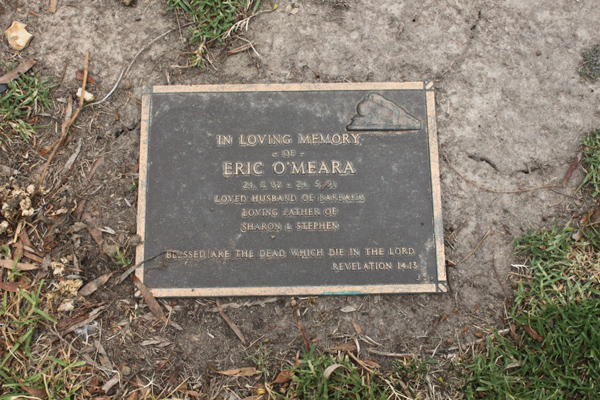 IN LOVING MEMORY
- OF -
ERIC O'MEARA
LOVED HUSBAND OF BARBARA
LOVING FATHER OF
SHARON & STEPHEN
BLESSED ARE THE DEAD WHICH DIE IN THE LORD
REVELATION 14:13